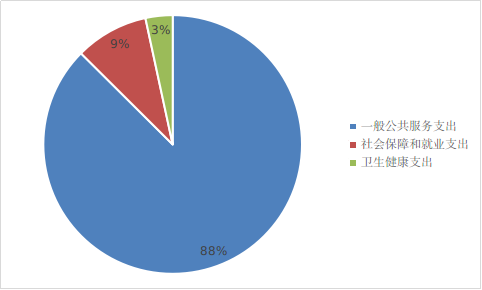 3%
9%
一般公共服务支出
社会保障和就业支出
卫生健康支出
88%